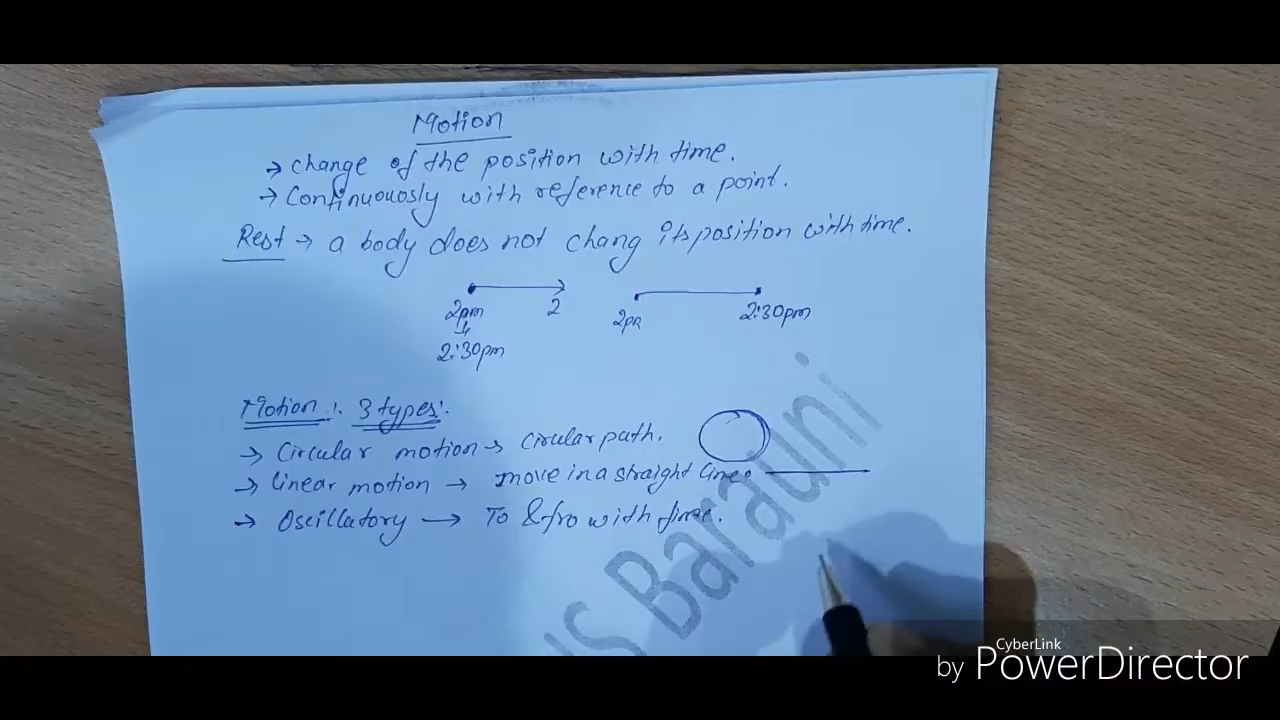 Motion
→ change of the position with time.
→ Continuously with reference to a point.
Rest → a body does not chang its position with time.
2pm 2 2pm 2:30pm
2:30pm
Motion :. 3 types:.
→ Circular motion → Circular path.
→ Linear motion → move in a straight line.
→ Oscillatory → To & fro with time.
NS Barauni
CyberLink
by PowerDirector